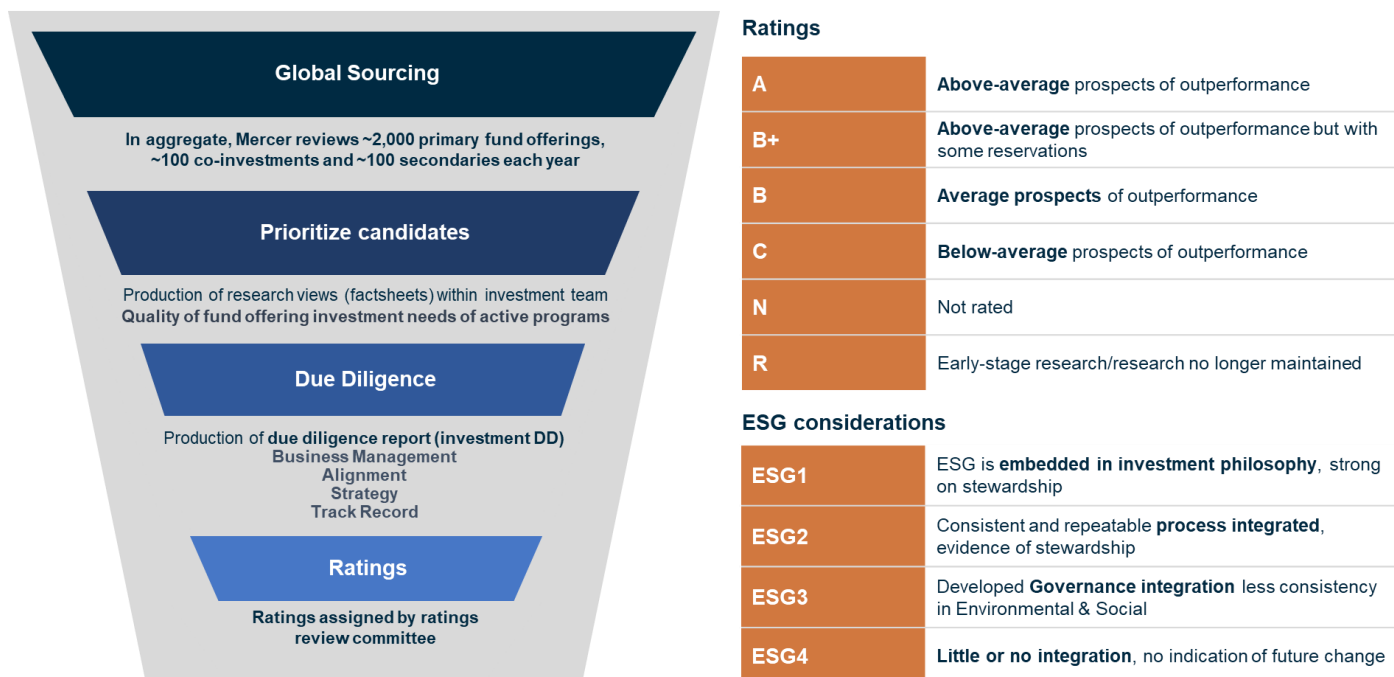 Global Sourcing
In aggregate, Mercer reviews ~2,000 primary fund offerings,
~100 co-investments and ~100 secondaries each year
Prioritize candidates
Production of research views (factsheets) within investment team
Quality of fund offering investment needs of active programs
Due Diligence
Production of due diligence report (investment DD)
Business Management
Alignment
Strategy
Track Record
Ratings
Ratings assigned by ratings
review committee
Ratings
A
Above-average prospects of outperformance
B+
Above-average prospects of outperformance but with
some reservations
B
Average prospects of outperformance
C
Below-average prospects of outperformance
N
Not rated
R
Early-stage research/research no longer maintained
ESG considerations
ESG1
ESG is embedded in investment philosophy, strong
on stewardship
ESG2
Consistent and repeatable process integrated,
evidence of stewardship
ESG3
Developed Governance integration less consistency
in Environmental & Social
ESG4
Little or no integration, no indication of future change